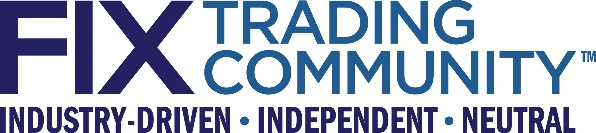 FIX TRADING
COMMUNITY™
INDUSTRY-DRIVEN • INDEPENDENT • NEUTRAL